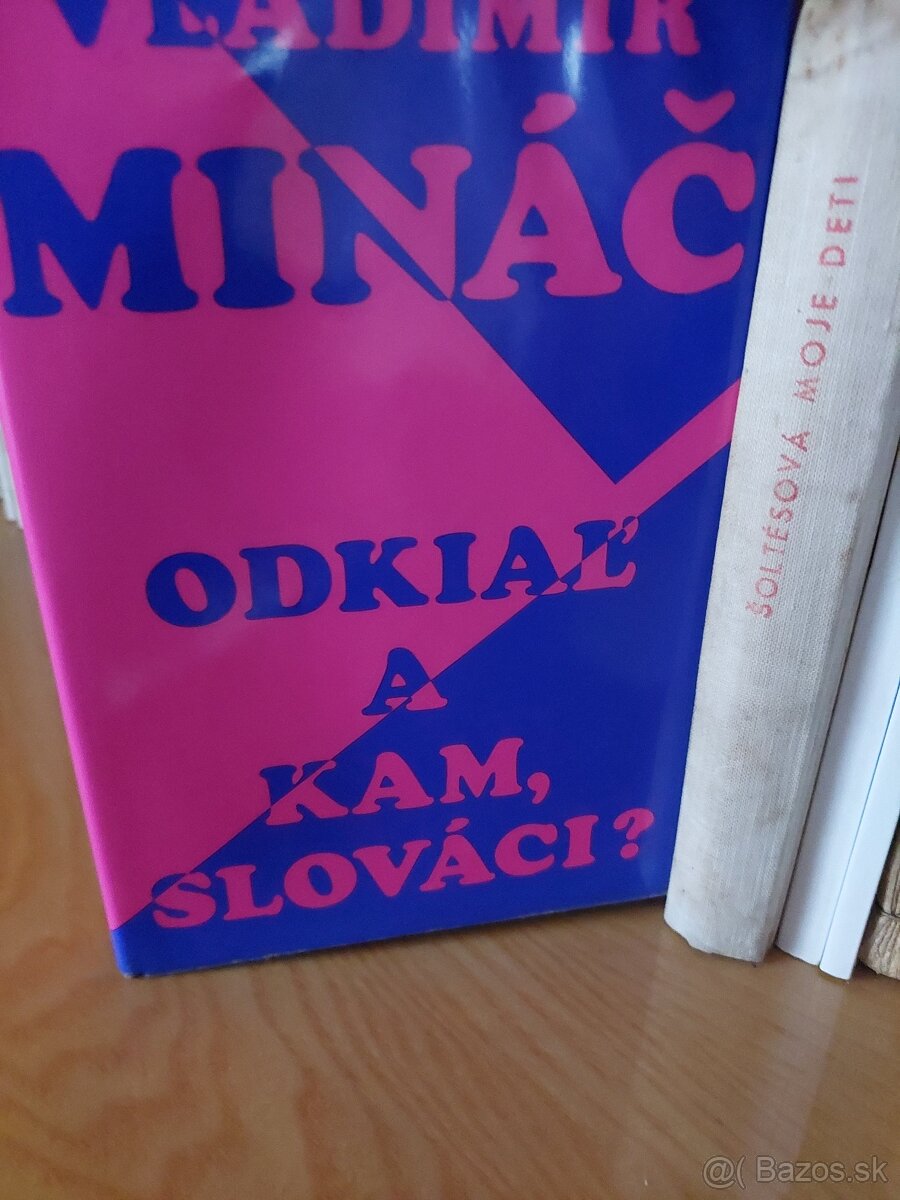 VLADIMÍR
MINÁČ
ODKIAĽ
A
KAM,
SLOVÁCI?
ŠOLTÉSOVÁ MOJE DETI
@( Bazos.sk